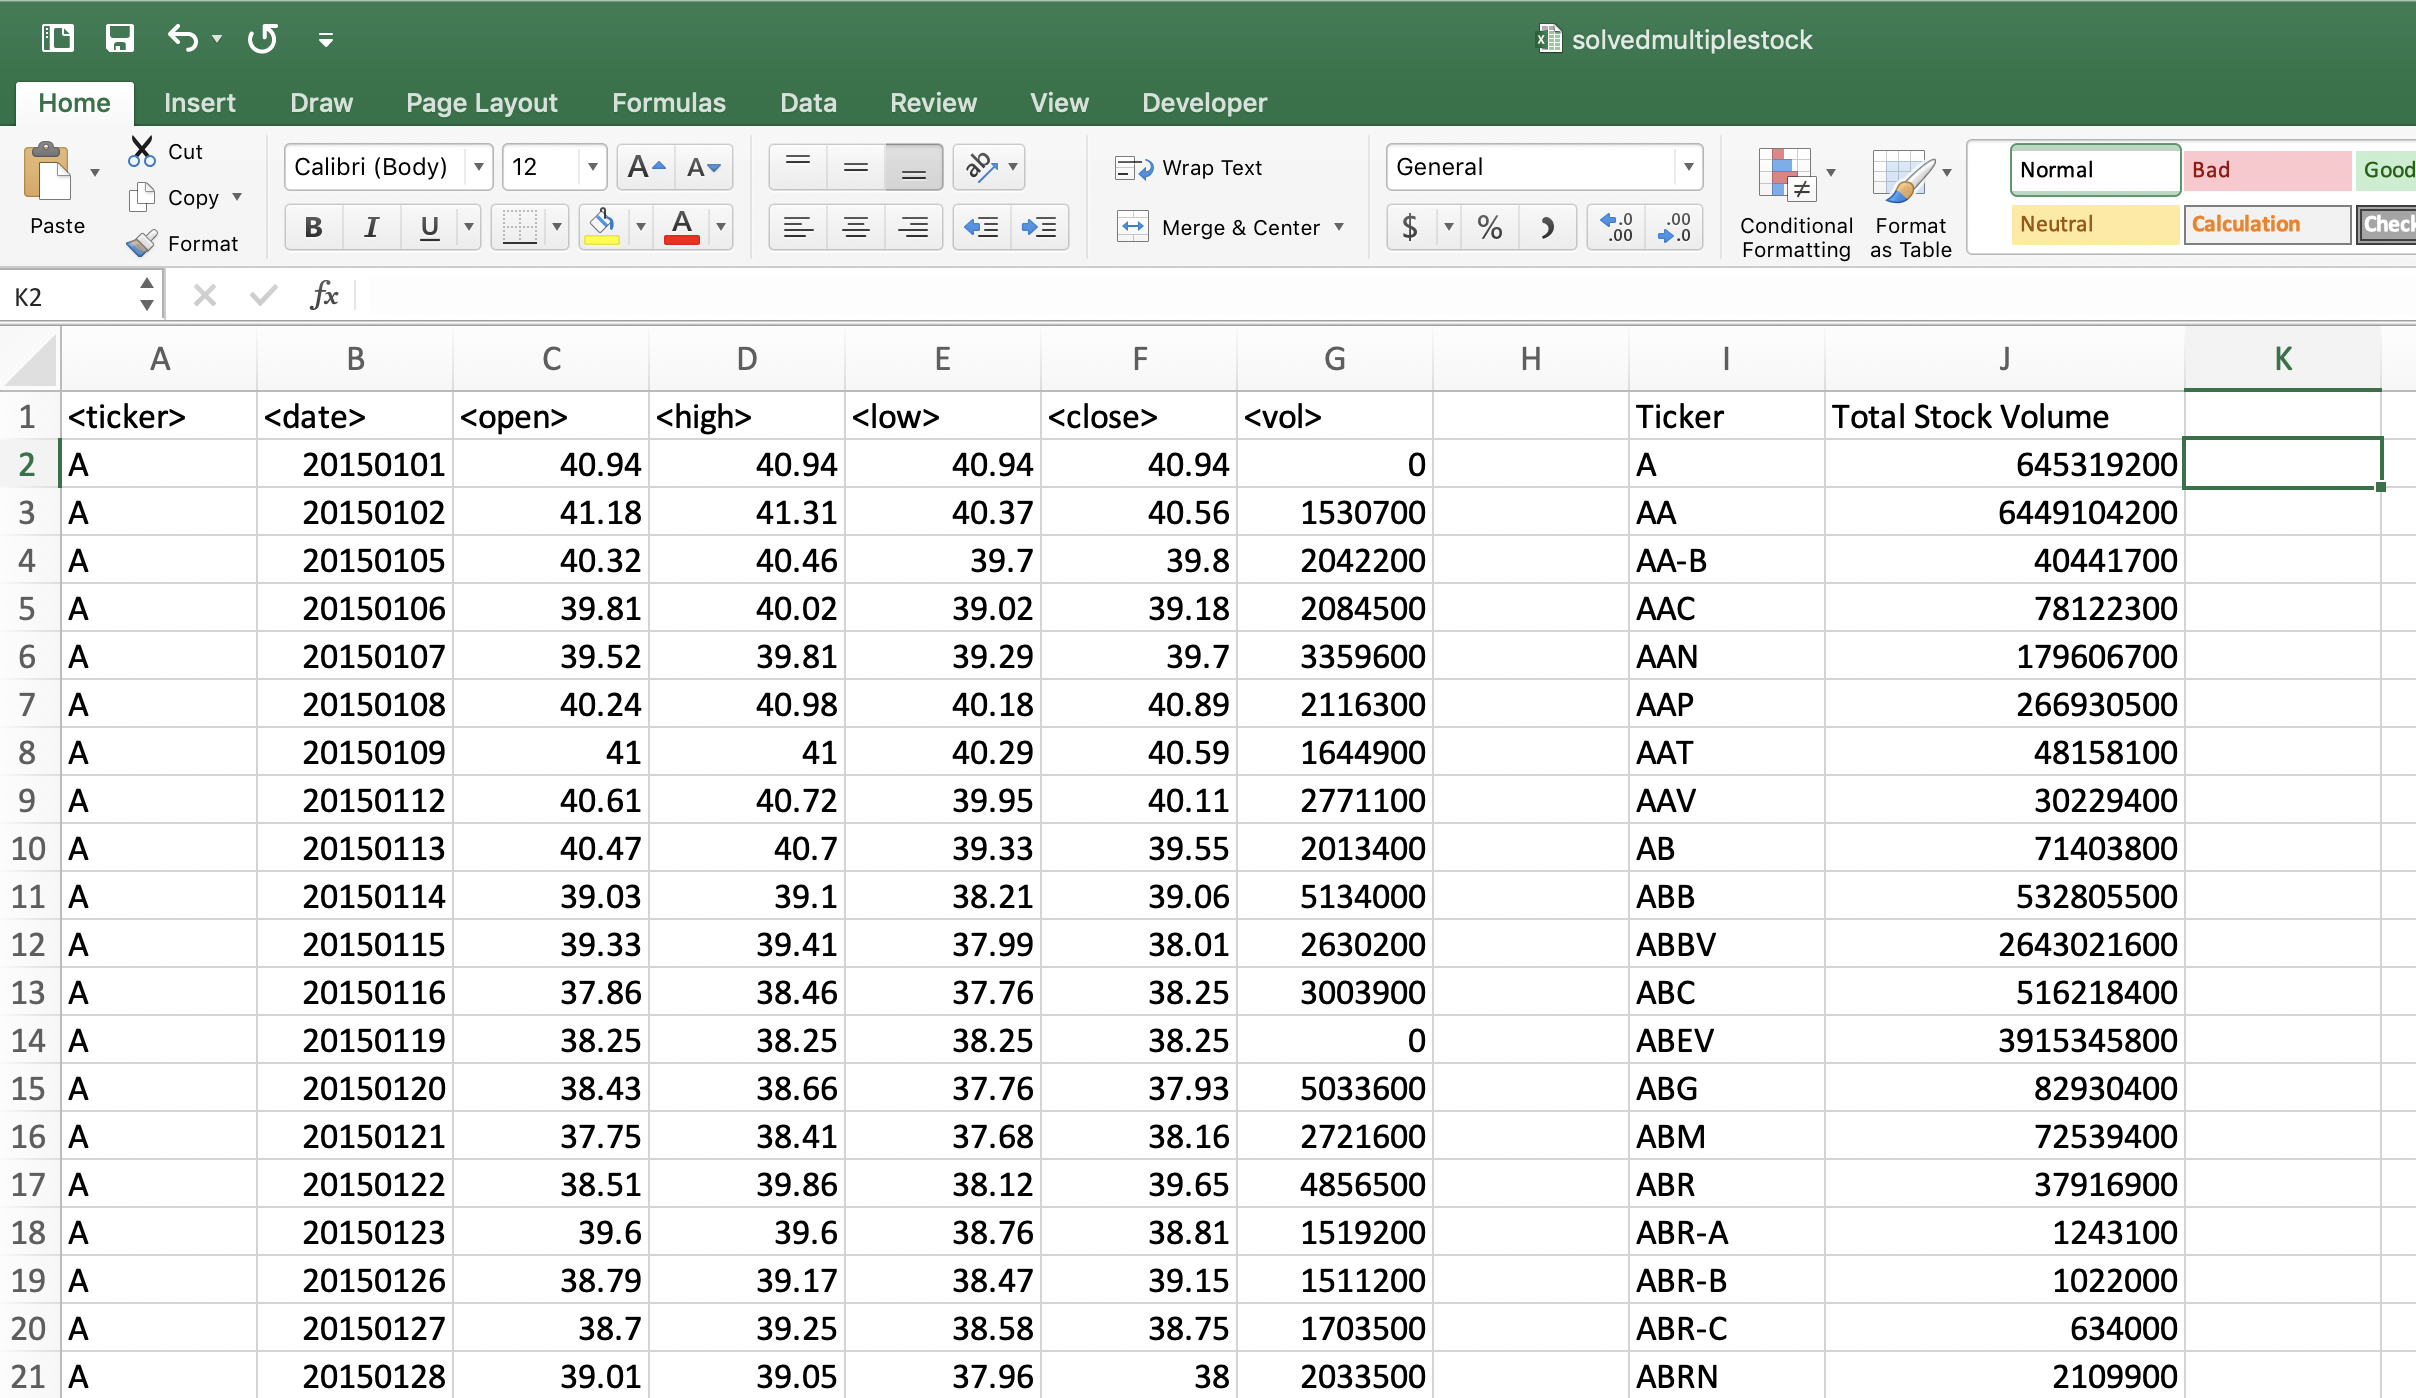 solvedmultiplestock
Home Insert Draw Page Layout Formulas Data Review View Developer
Paste
Cut
Copy
Format
Calibri (Body) 12 A A
B I U A
ab
Wrap Text
Merge & Center
General
$ % .0 .00 .00 .0
Conditional Formatting
Format as Table
Normal Bad Good
Neutral Calculation Check
K2 fx
A B C D E F G H I J K
1 <ticker> <date> <open> <high> <low> <close> <vol> Ticker Total Stock Volume
2 A 20150101 40.94 40.94 40.94 40.94 0 A 645319200
3 A 20150102 41.18 41.31 40.37 40.56 1530700 AA 6449104200
4 A 20150105 40.32 40.46 39.7 39.8 2042200 AA-B 40441700
5 A 20150106 39.81 40.02 39.02 39.18 2084500 AAC 78122300
6 A 20150107 39.52 39.81 39.29 39.7 3359600 AAN 179606700
7 A 20150108 40.24 40.98 40.18 40.89 2116300 AAP 266930500
8 A 20150109 41 41 40.29 40.59 1644900 AAT 48158100
9 A 20150112 40.61 40.72 39.95 40.11 2771100 AAV 30229400
10 A 20150113 40.47 40.7 39.33 39.55 2013400 AB 71403800
11 A 20150114 39.03 39.1 38.21 39.06 5134000 ABB 532805500
12 A 20150115 39.33 39.41 37.99 38.01 2630200 ABBV 2643021600
13 A 20150116 37.86 38.46 37.76 38.25 3003900 ABC 516218400
14 A 20150119 38.25 38.25 38.25 38.25 0 ABEV 3915345800
15 A 20150120 38.43 38.66 37.76 37.93 5033600 ABG 82930400
16 A 20150121 37.75 38.41 37.68 38.16 2721600 ABM 72539400
17 A 20150122 38.51 39.86 38.12 39.65 4856500 ABR 37916900
18 A 20150123 39.6 39.6 38.76 38.81 1519200 ABR-A 1243100
19 A 20150126 38.79 39.17 38.47 39.15 1511200 ABR-B 1022000
20 A 20150127 38.7 39.25 38.58 38.75 1703500 ABR-C 634000
21 A 20150128 39.01 39.05 37.96 38 2033500 ABRN 2109900